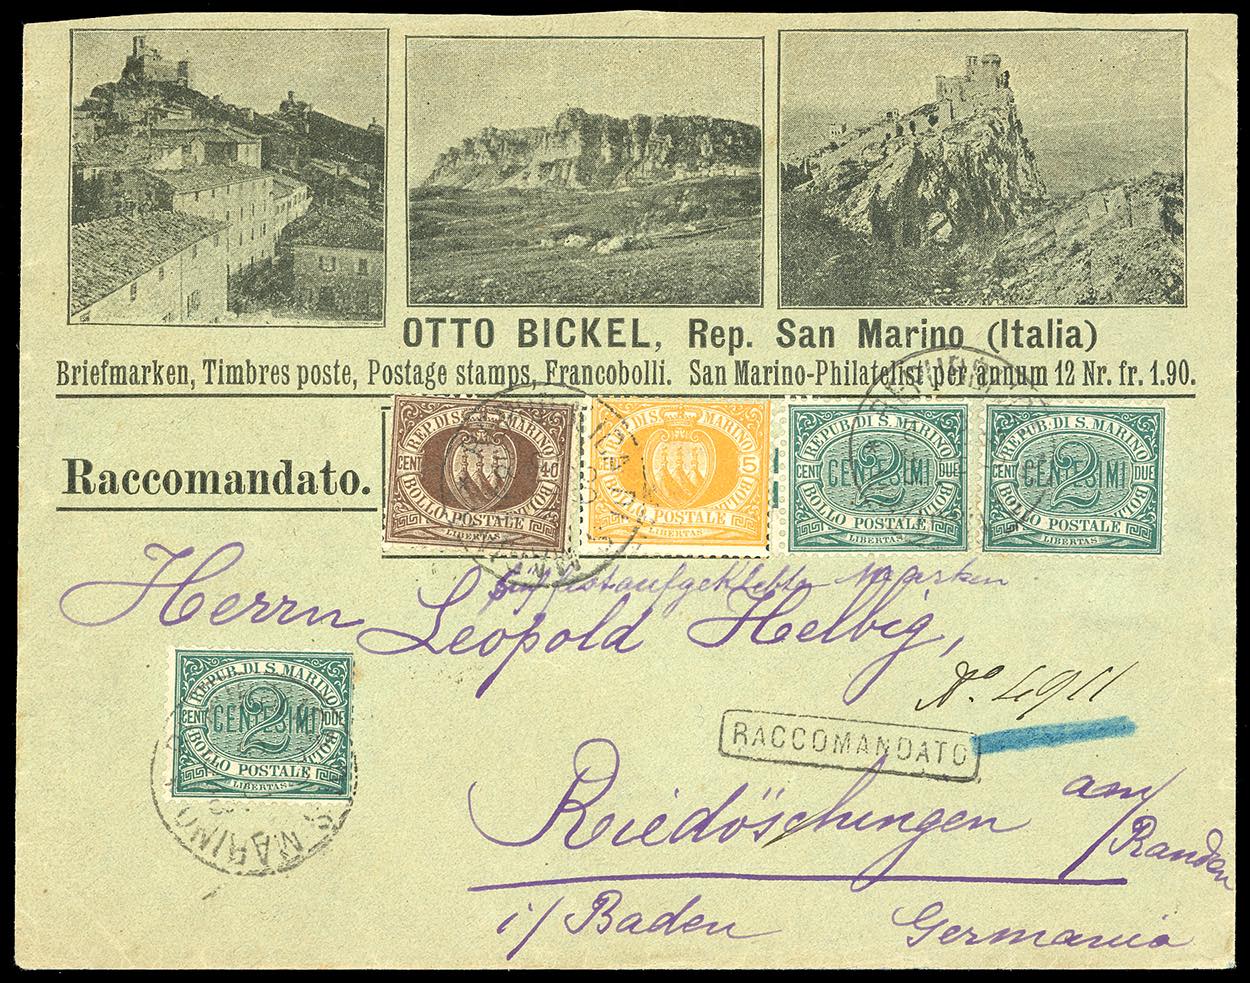 OTTO BICKEL, Rep. San Marino (Italia)
Briefmarken, Timbres poste, Postage stamps, Francobolli. San Marino-Philatelist per annum 12 Nr. fr. 1.90.
REP. DI S. MARINO
CENT 40
BOLLO POSTALE
LIBERTAS
REP. DI S. MARINO
5
BOLLO POSTALE
LIBERTAS
REPUB. DI S. MARINO
CENT CENTESIMI DUE
2
BOLLO POSTALE
LIBERTAS
REPUB. DI S. MARINO
CENT CENTESIMI DUE
2
BOLLO POSTALE
LIBERTAS
Raccomandato.
aufgeklebte Marken
Herrn Leopold Helbig,
REPUB. DI S. MARINO
CENT CENTESIMI DUE
2
BOLLO POSTALE
LIBERTAS
S. MARINO
No. 4911
RACCOMANDATO
Riedöschingen am/
Randen
i/ Baden Germania